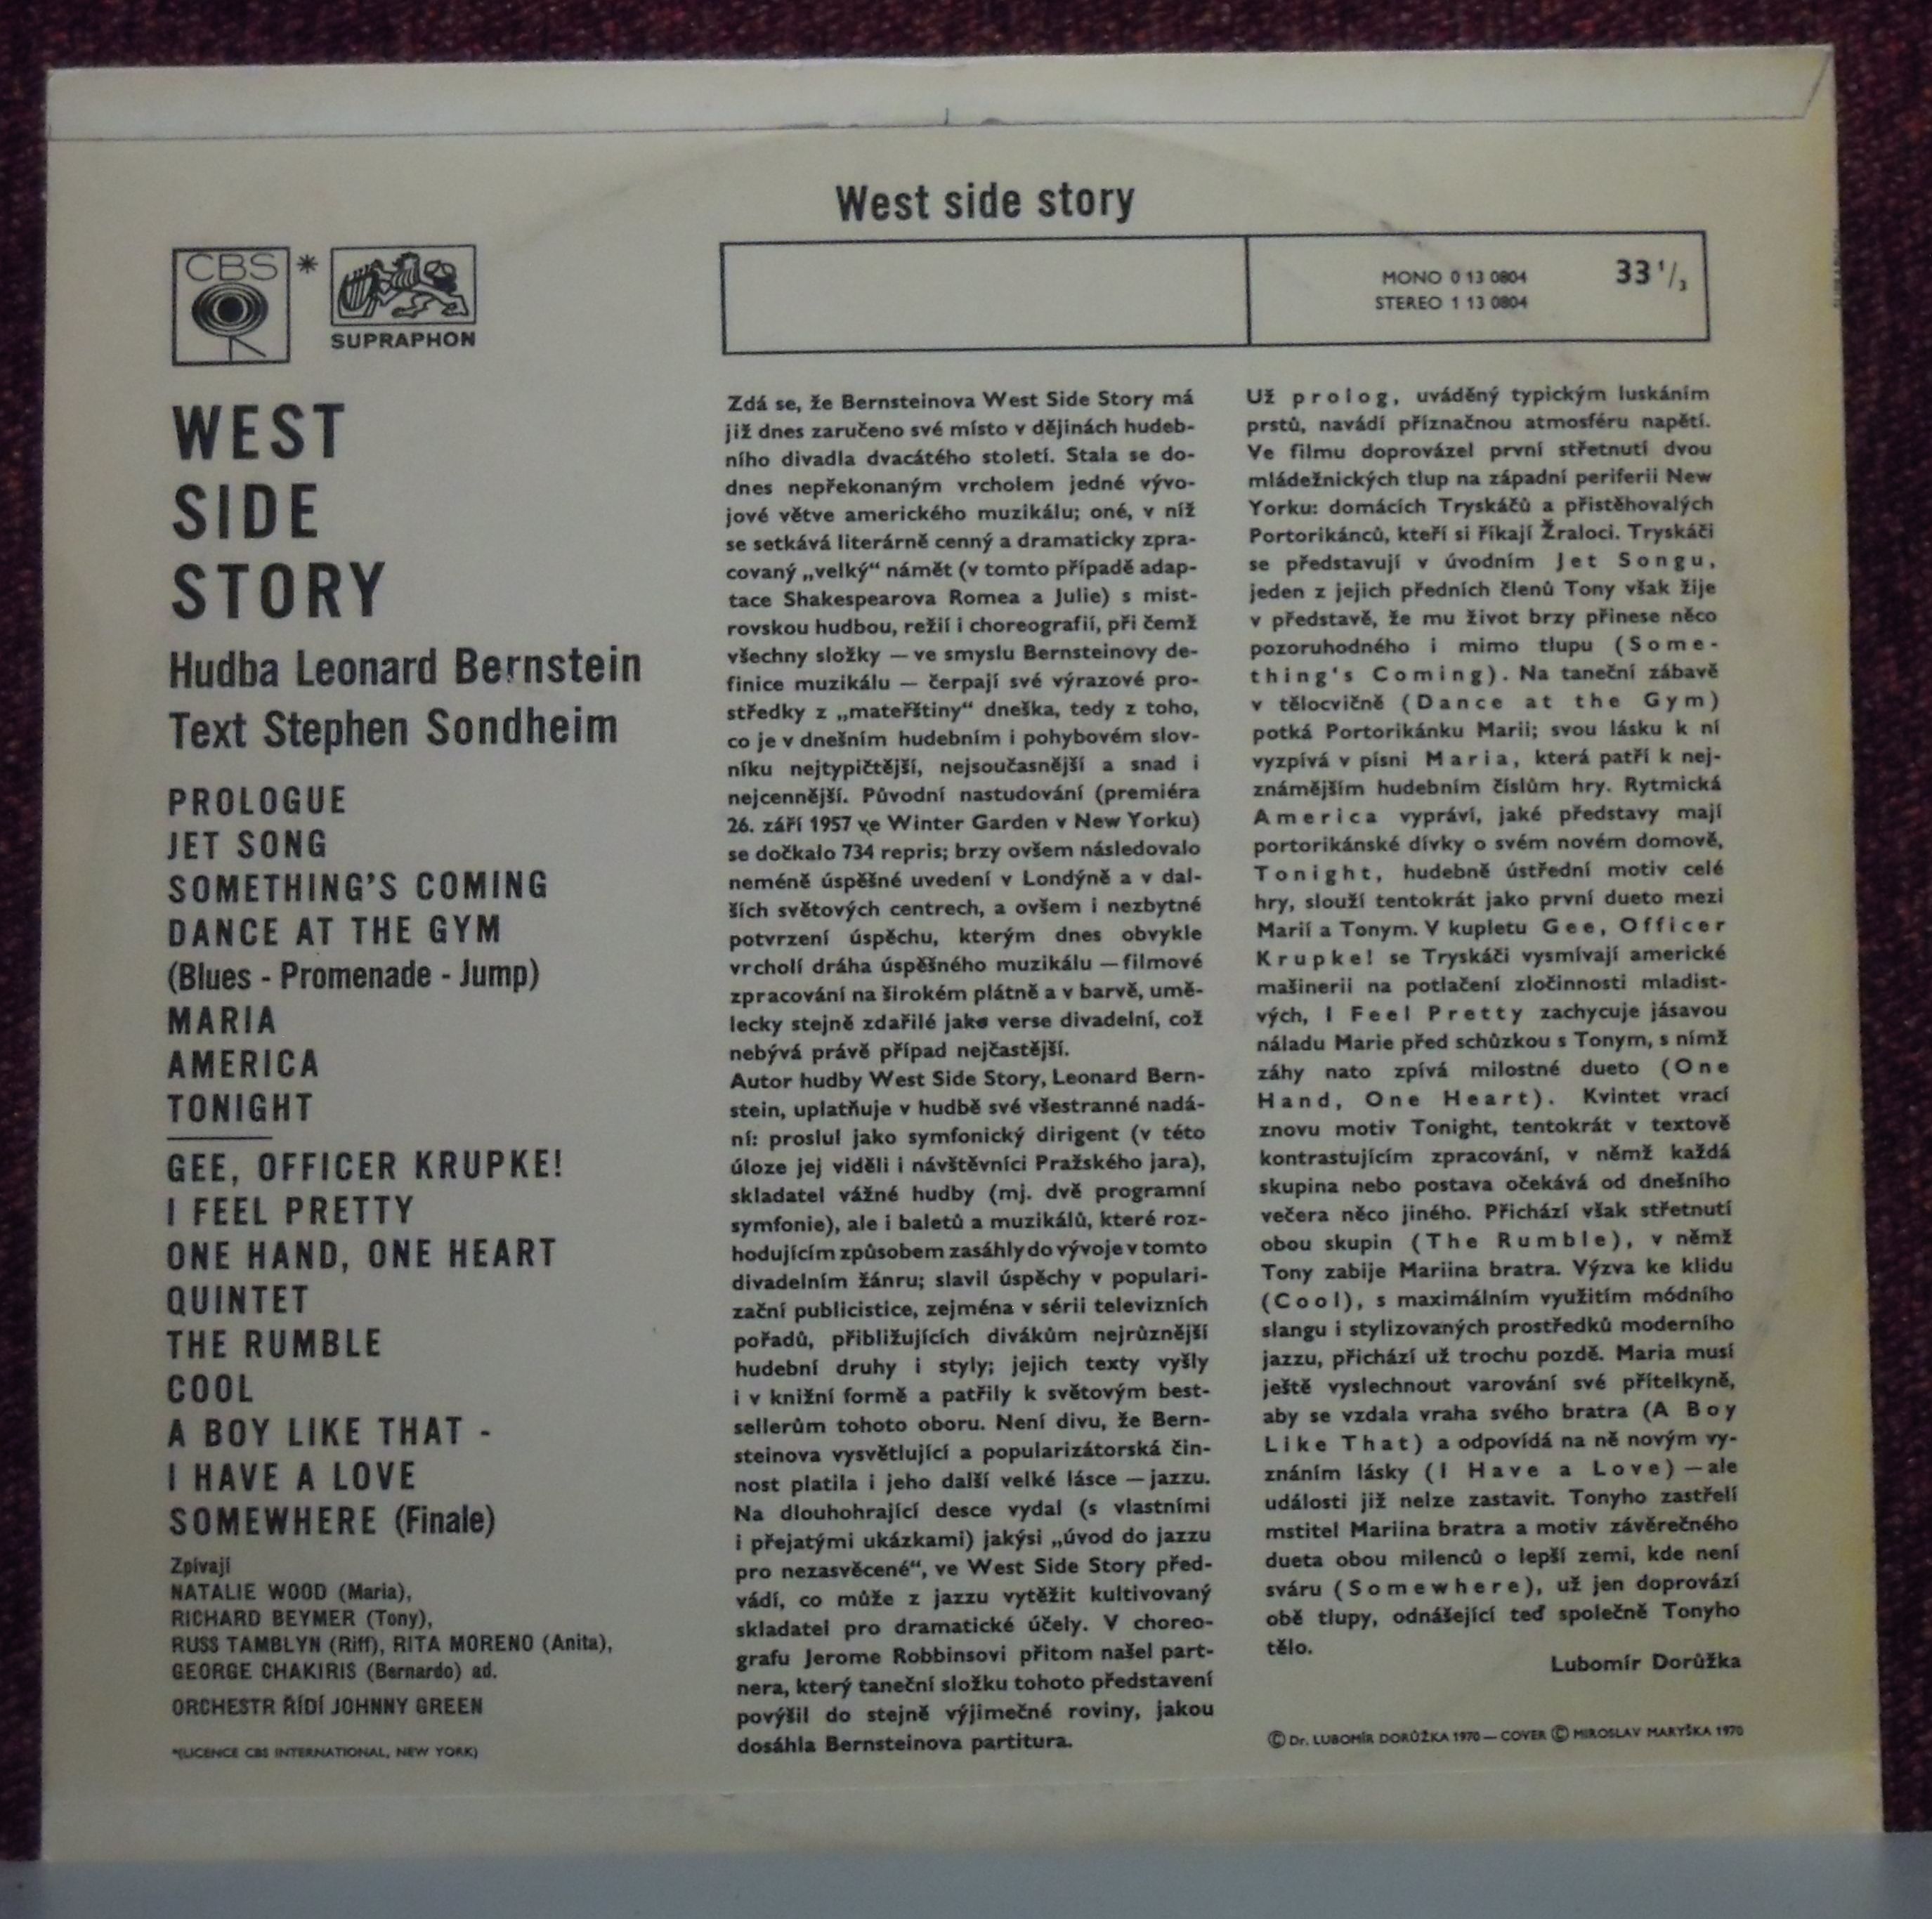 West side story
CBS
*
SUPRAPHON
MONO 0 13 0804
STEREO 1 13 0804
33 1/3
WEST
SIDE
STORY
Hudba Leonard Bernstein
Text Stephen Sondheim
PROLOGUE
JET SONG
SOMETHING'S COMING
DANCE AT THE GYM
(Blues - Promenade - Jump)
MARIA
AMERICA
TONIGHT
GEE, OFFICER KRUPKE!
I FEEL PRETTY
ONE HAND, ONE HEART
QUINTET
THE RUMBLE
COOL
A BOY LIKE THAT -
I HAVE A LOVE
SOMEWHERE (Finale)
Zpívají
NATALIE WOOD (Maria),
RICHARD BEYMER (Tony),
RUSS TAMBLYN (Riff), RITA MORENO (Anita),
GEORGE CHAKIRIS (Bernardo) ad.
ORCHESTR ŘÍDÍ JOHNNY GREEN
*(LICENCE CBS INTERNATIONAL, NEW YORK)
Zdá se, že Bernsteinova West Side Story má
již dnes zaručeno své místo v dějinách hudeb-
ního divadla dvacátého století. Stala se do-
dnes nepřekonaným vrcholem jedné vývo-
jové větve amerického muzikálu; oné, v níž
se setkává literárně cenný a dramaticky zpra-
covaný „velký“ námět (v tomto případě adap-
tace Shakespearova Romea a Julie) s mist-
rovskou hudbou, režií i choreografií, při čemž
všechny složky — ve smyslu Bernsteinovy de-
finice muzikálu — čerpají své výrazové pro-
středky z „mateřštiny“ dneška, tedy z toho,
co je v dnešním hudebním i pohybovém slov-
níku nejtypičtější, nejsoučasnější a snad i
nejcennější. Původní nastudování (premiéra
26. září 1957 ve Winter Garden v New Yorku)
se dočkalo 734 repris; brzy ovšem následovalo
neméně úspěšné uvedení v Londýně a v dal-
ších světových centrech, a ovšem i nezbytné
potvrzení úspěchu, kterým dnes obvykle
vrcholí dráha úspěšného muzikálu — filmové
zpracování na širokém plátně a v barvě, umě-
lecky stejně zdařilé jako verse divadelní, což
nebývá právě případ nejčastější.
Autor hudby West Side Story, Leonard Bern-
stein, uplatňuje v hudbě své všestranné nadá-
ní: proslul jako symfonický dirigent (v této
úloze jej viděli i návštěvníci Pražského jara),
skladatel vážné hudby (mj. dvě programní
symfonie), ale i baletů a muzikálů, které roz-
hodujícím způsobem zasáhly do vývoje v tomto
divadelním žánru; slavil úspěchy v populari-
zační publicistice, zejména v sérii televizních
pořadů, přibližujících divákům nejrůznější
hudební druhy i styly; jejich texty vyšly
i v knižní formě a patřily k světovým best-
sellerům tohoto oboru. Není divu, že Bern-
steinova vysvětlující a popularizátorská čin-
nost platila i jeho další velké lásce — jazzu.
Na dlouhohrající desce vydal (s vlastními
i přejatými ukázkami) jakýsi „úvod do jazzu
pro nezasvěcené“, ve West Side Story před-
vádí, co může z jazzu vytěžit kultivovaný
skladatel pro dramatické účely. V choreo-
grafu Jerome Robbinsovi přitom našel part-
nera, který taneční složku tohoto představení
povýšil do stejně výjimečné roviny, jakou
dosáhla Bernsteinova partitura.
Už prolog, uváděný typickým luskáním
prstů, navádí příznačnou atmosféru napětí.
Ve filmu doprovázel první střetnutí dvou
mládežnických tlup na západní periferii New
Yorku: domácích Tryskáčů a přistěhovalých
Portorikánců, kteří si říkají Žraloci. Tryskáči
se představují v úvodním Jet Songu,
jeden z jejich předních členů Tony však žije
v představě, že mu život brzy přinese něco
pozoruhodného i mimo tlupu (Some-
thing's Coming). Na taneční zábavě
v tělocvičně (Dance at the Gym)
potká Portorikánku Marii; svou lásku k ní
vyzpívá v písni Maria, která patří k nej-
známějším hudebním číslům hry. Rytmická
America vypráví, jaké představy mají
portorikánské dívky o svém novém domově,
Tonight, hudebně ústřední motiv celé
hry, slouží tentokrát jako první dueto mezi
Marií a Tonym. V kupletu Gee, Officer
Krupke! se Tryskáči vysmívají americké
mašinerii na potlačení zločinnosti mladist-
vých, I Feel Pretty zachycuje jásavou
náladu Marie před schůzkou s Tonym, s nímž
záhy nato zpívá milostné dueto (One
Hand, One Heart). Kvintet vrací
znovu motiv Tonight, tentokrát v textově
kontrastujícím zpracování, v němž každá
skupina nebo postava očekává od dnešního
večera něco jiného. Přichází však střetnutí
obou skupin (The Rumble), v němž
Tony zabije Mariina bratra. Výzva ke klidu
(Cool), s maximálním využitím módního
slangu i stylizovaných prostředků moderního
jazzu, přichází už trochu pozdě. Maria musí
ještě vyslechnout varování své přítelkyně,
aby se vzdala vraha svého bratra (A Boy
Like That) a odpovídá na ně novým vy-
znáním lásky (I Have a Love) — ale
události již nelze zastavit. Tonyho zastřelí
mstitel Mariina bratra a motiv závěrečného
dueta obou milenců o lepší zemi, kde není
sváru (Somewhere), už jen doprovází
obě tlupy, odnášející teď společně Tonyho
tělo.
Lubomír Dorůžka
© Dr. LUBOMÍR DORŮŽKA 1970 — COVER © MIROSLAV MARYŠKA 1970